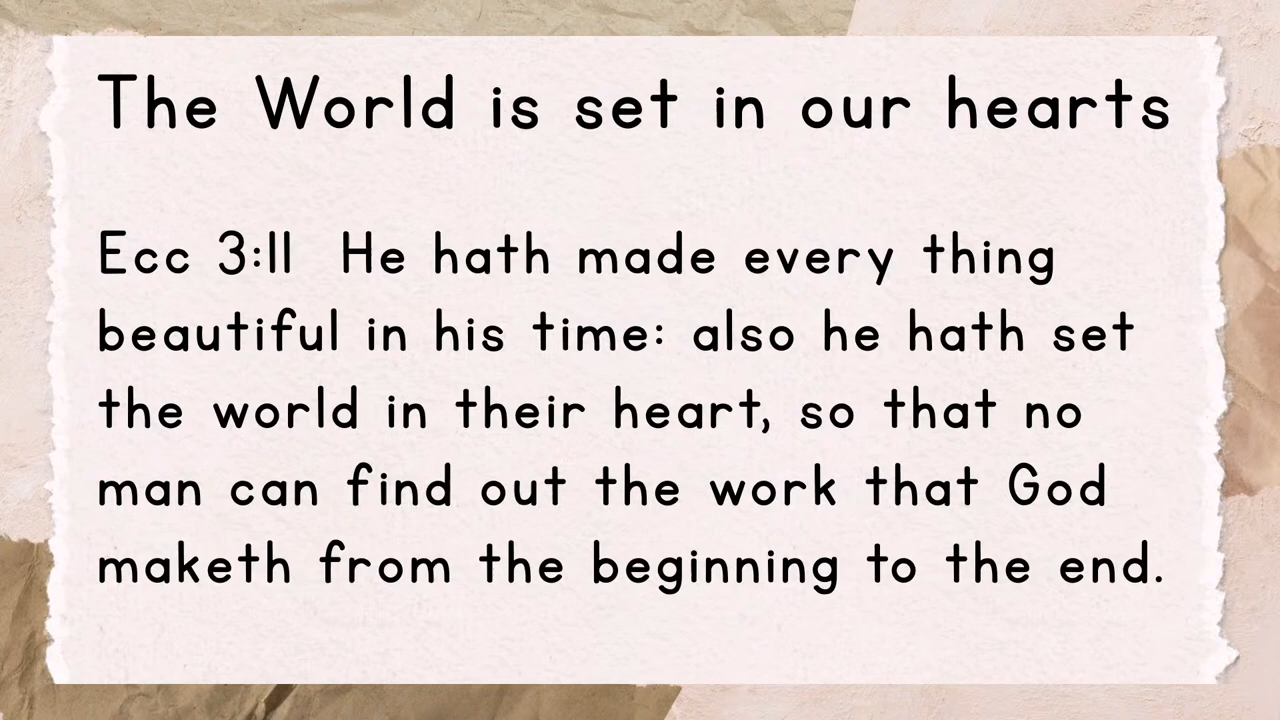 The World is set in our hearts
Ecc 3:11  He hath made every thing
beautiful in his time: also he hath set
the world in their heart, so that no
man can find out the work that God
maketh from the beginning to the end.